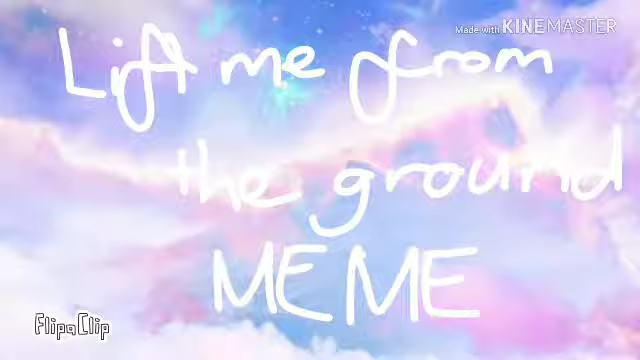 Made with KINEMASTER
Lift me from
the ground
MEME
FlipaClip